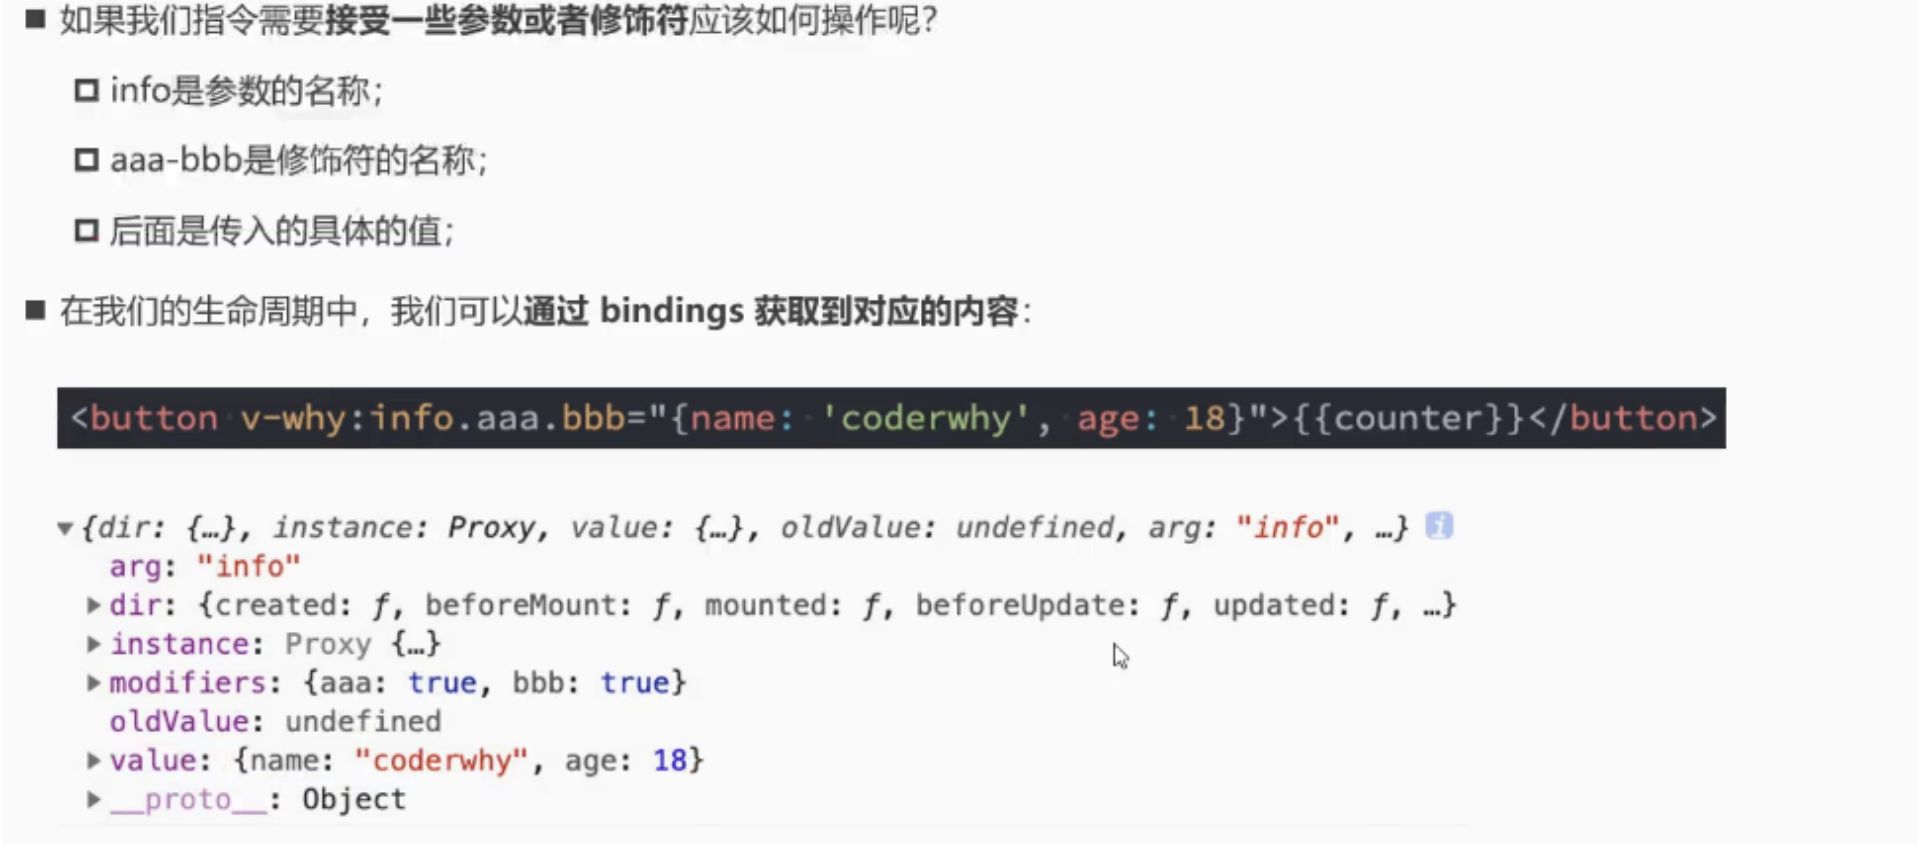 如果我们指令需要接受一些参数或者修饰符应该如何操作呢？
info是参数的名称；
aaa-bbb是修饰符的名称；
后面是传入的具体的值；
在我们的生命周期中，我们可以通过 bindings 获取到对应的内容：
<button v-why:info.aaa.bbb="{name: 'coderwhy', age: 18}">{{counter}}</button>
{dir: {…}, instance: Proxy, value: {…}, oldValue: undefined, arg: "info", …} i
arg: "info"
dir: {created: ƒ, beforeMount: ƒ, mounted: ƒ, beforeUpdate: ƒ, updated: ƒ, …}
instance: Proxy {…}
modifiers: {aaa: true, bbb: true}
oldValue: undefined
value: {name: "coderwhy", age: 18}
__proto__: Object